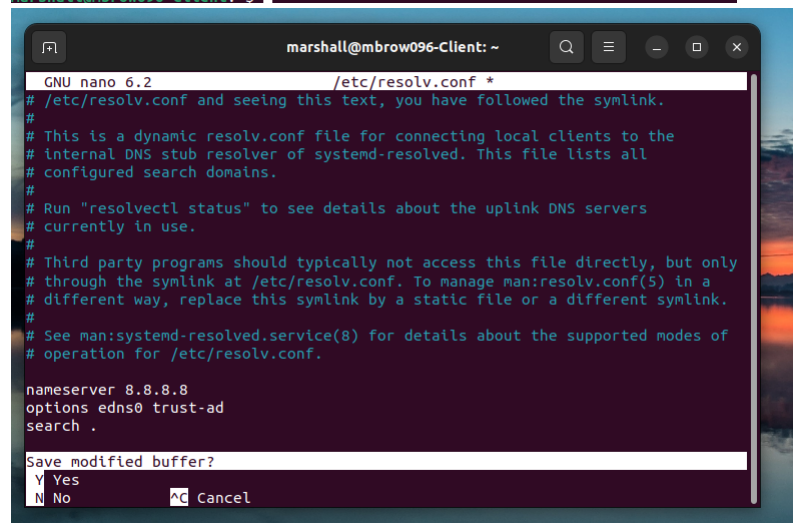 marshall@mbrow096-Client: ~
GNU nano 6.2 /etc/resolv.conf *
# /etc/resolv.conf and seeing this text, you have followed the symlink.
#
# This is a dynamic resolv.conf file for connecting local clients to the
# internal DNS stub resolver of systemd-resolved. This file lists all
# configured search domains.
#
# Run "resolvectl status" to see details about the uplink DNS servers
# currently in use.
#
# Third party programs should typically not access this file directly, but only
# through the symlink at /etc/resolv.conf. To manage man:resolv.conf(5) in a
# different way, replace this symlink by a static file or a different symlink.
#
# See man:systemd-resolved.service(8) for details about the supported modes of
# operation for /etc/resolv.conf.
nameserver 8.8.8.8
options edns0 trust-ad
search .
Save modified buffer?
Y Yes
N No ^C Cancel